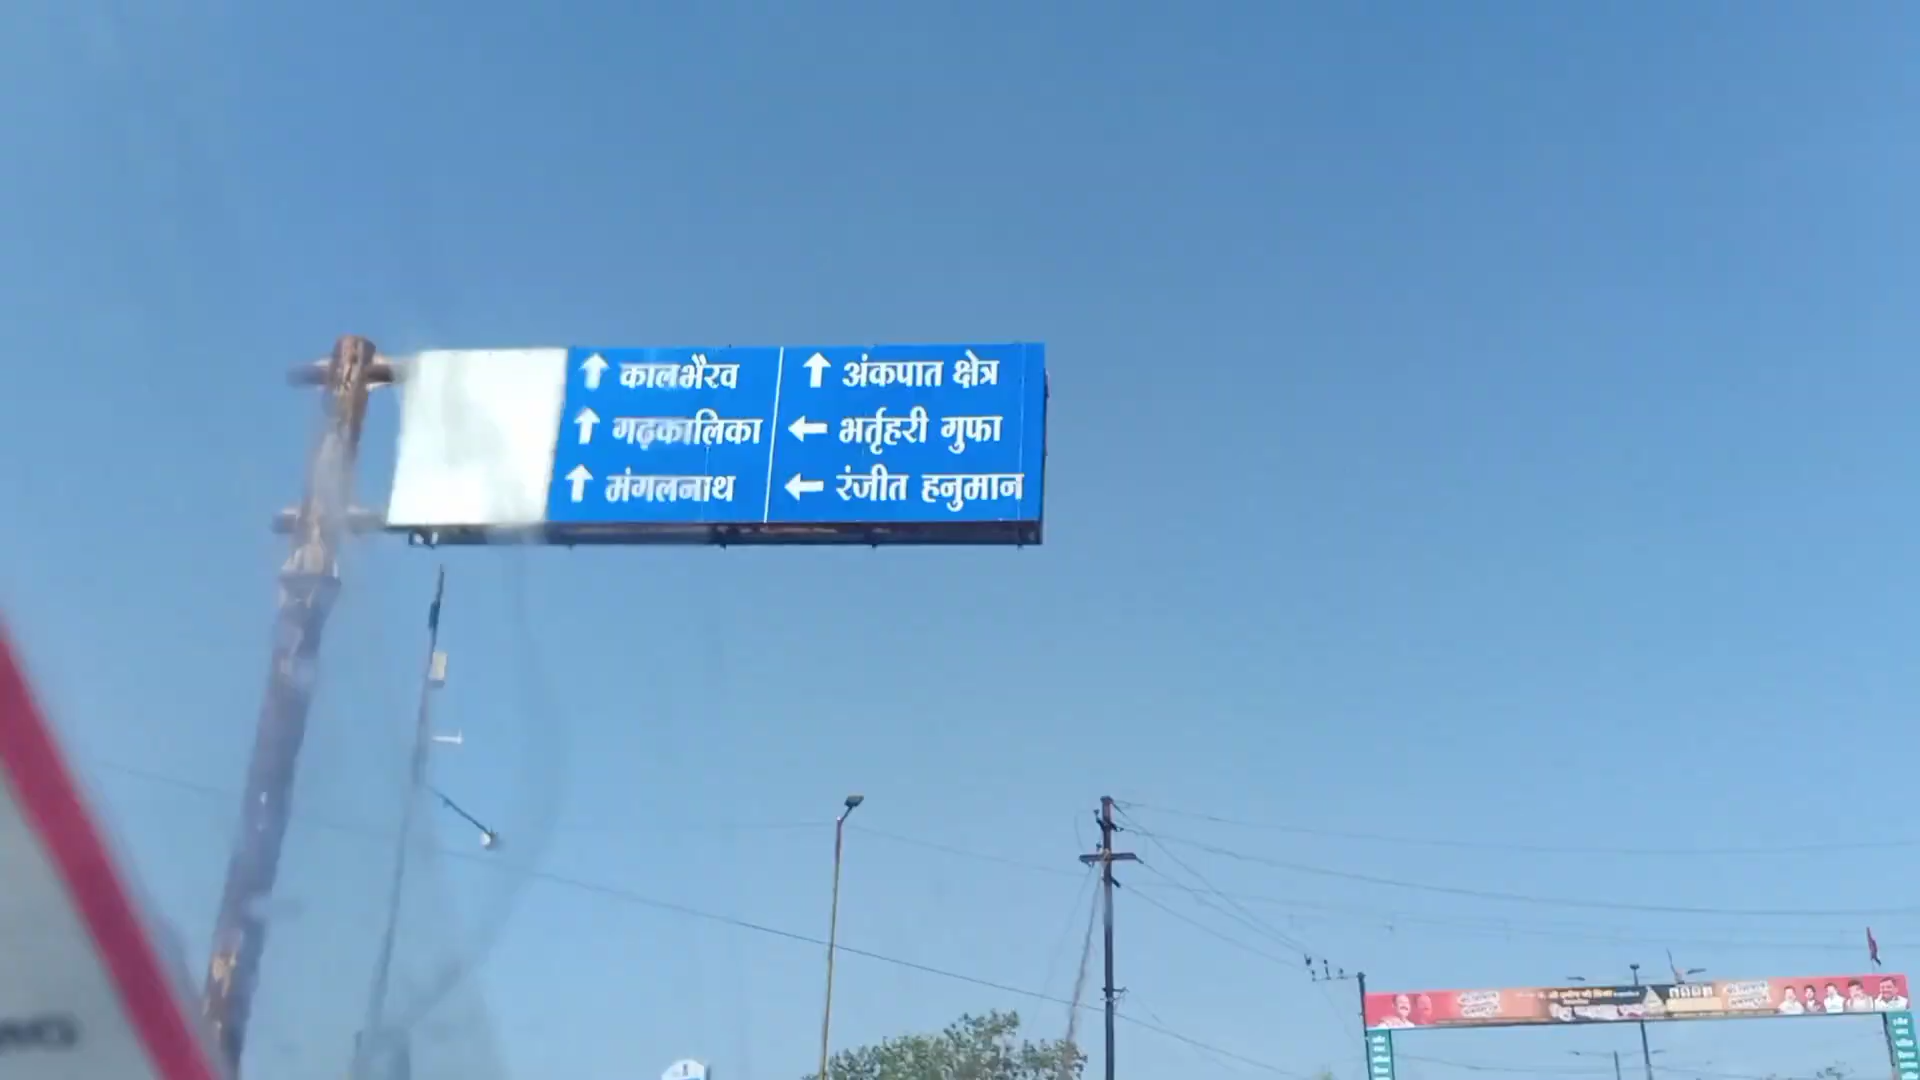 कालभैरव
गढ़कालिका
मंगलनाथ
अंकपात क्षेत्र
भर्तृहरी गुफा
रंजीत हनुमान